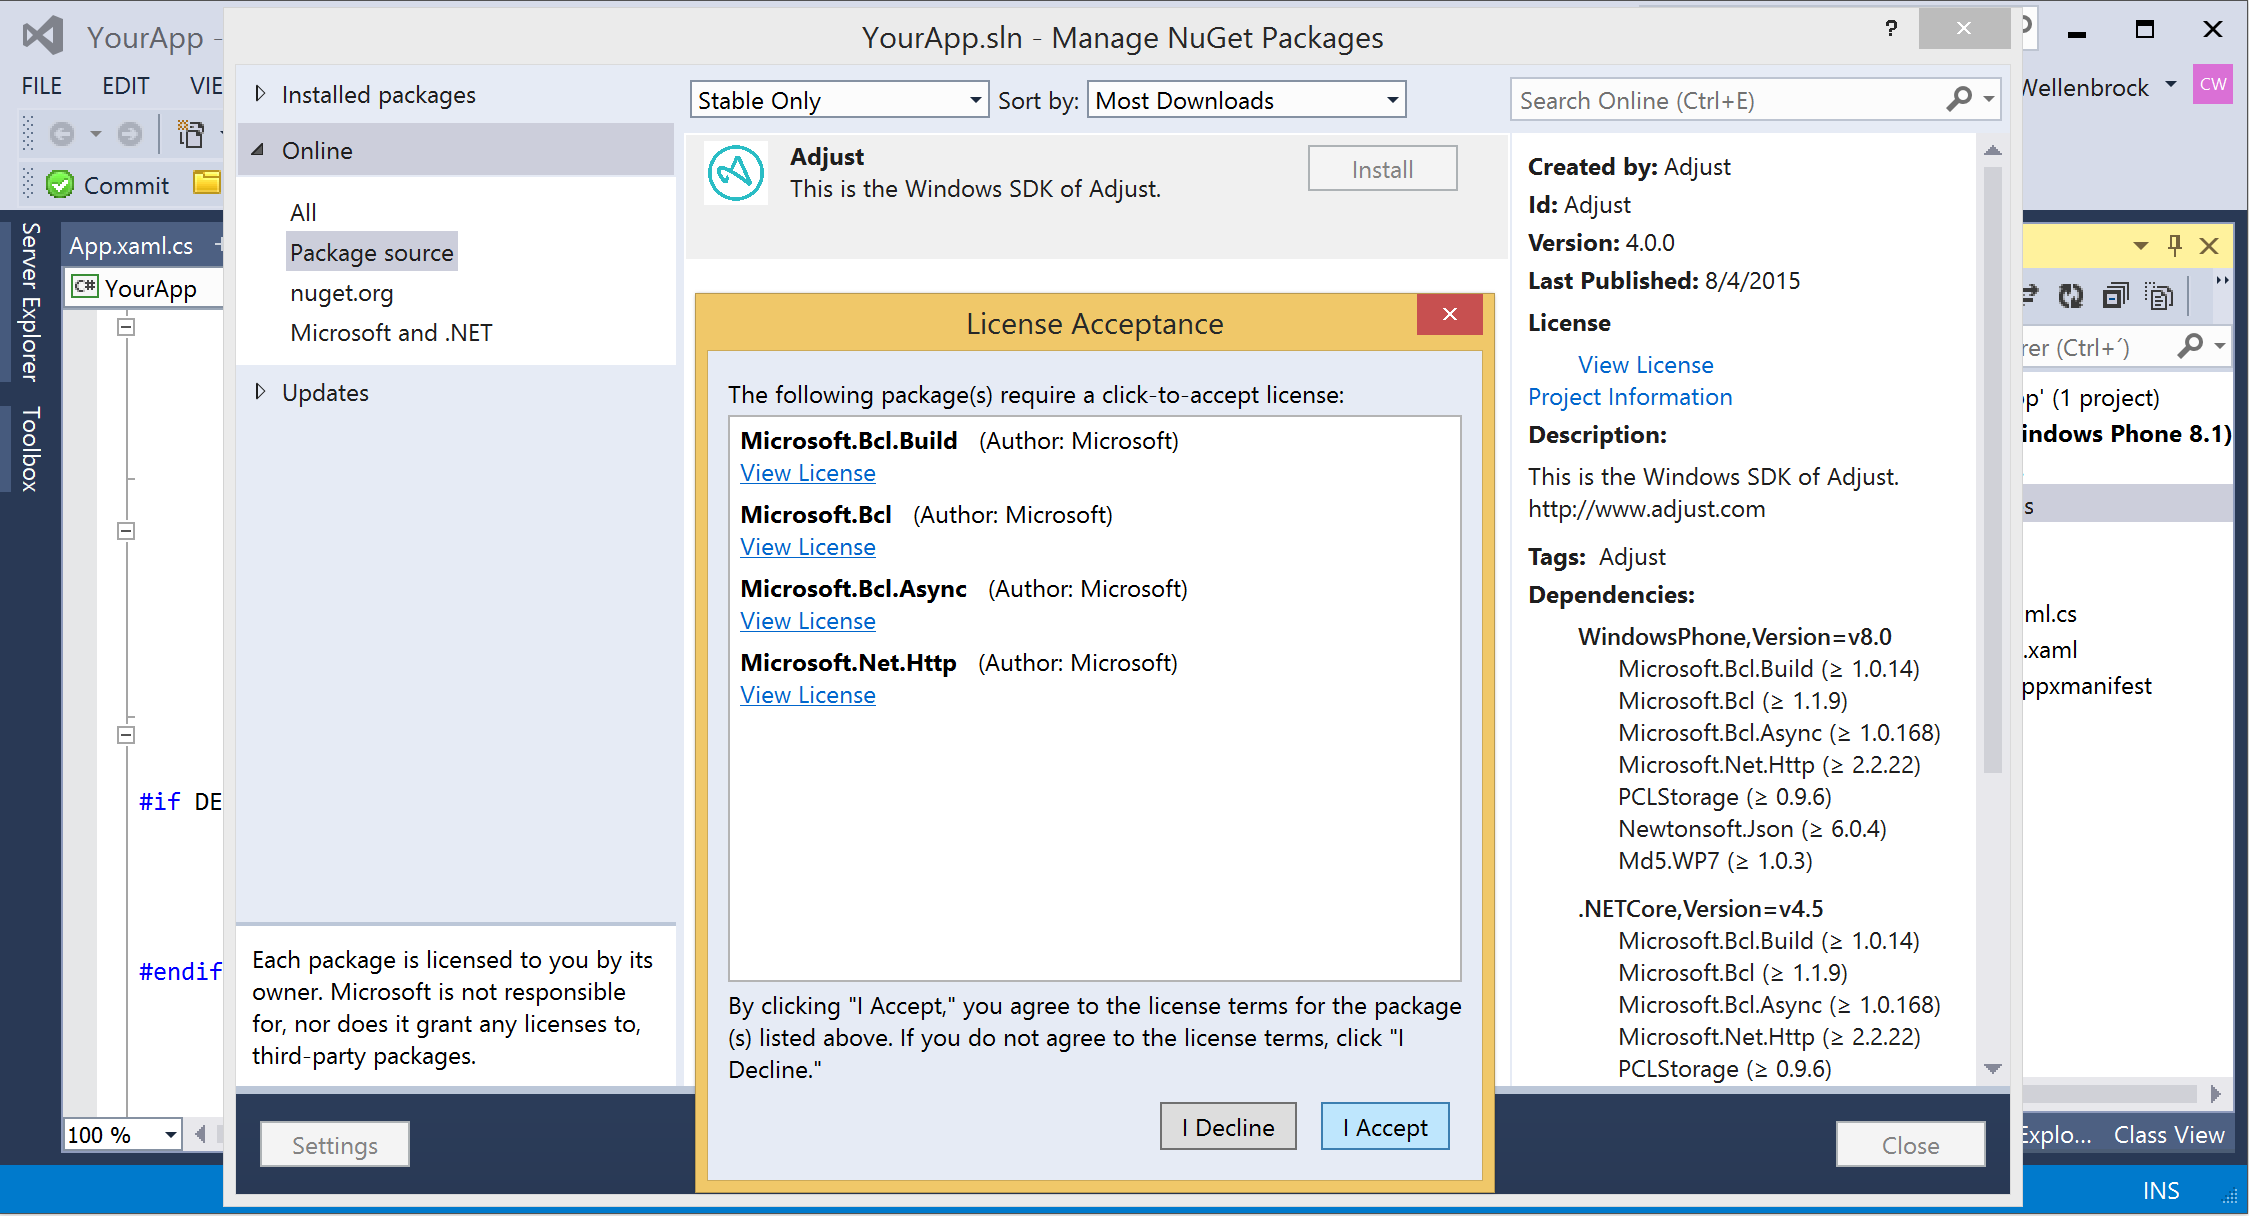 YourApp -
YourApp.sln - Manage NuGet Packages
?
FILE EDIT VIE
Wellenbrock
CW
Commit
Server Explorer
Toolbox
App.xaml.cs
C# YourApp
#if DE
#endif
100 %
Installed packages
Online
All
Package source
nuget.org
Microsoft and .NET
Updates
Each package is licensed to you by its
owner. Microsoft is not responsible
for, nor does it grant any licenses to,
third-party packages.
Settings
Stable Only Sort by: Most Downloads
Search Online (Ctrl+E)
Adjust
This is the Windows SDK of Adjust.
Install
License Acceptance
The following package(s) require a click-to-accept license:
Microsoft.Bcl.Build (Author: Microsoft)
View License
Microsoft.Bcl (Author: Microsoft)
View License
Microsoft.Bcl.Async (Author: Microsoft)
View License
Microsoft.Net.Http (Author: Microsoft)
View License
By clicking "I Accept," you agree to the license terms for the package
(s) listed above. If you do not agree to the license terms, click "I
Decline."
I Decline I Accept
Created by: Adjust
Id: Adjust
Version: 4.0.0
Last Published: 8/4/2015
License
View License
Project Information
Description:
This is the Windows SDK of Adjust.
http://www.adjust.com
Tags: Adjust
Dependencies:
WindowsPhone,Version=v8.0
Microsoft.Bcl.Build (≥ 1.0.14)
Microsoft.Bcl (≥ 1.1.9)
Microsoft.Bcl.Async (≥ 1.0.168)
Microsoft.Net.Http (≥ 2.2.22)
PCLStorage (≥ 0.9.6)
Newtonsoft.Json (≥ 6.0.4)
Md5.WP7 (≥ 1.0.3)
.NETCore,Version=v4.5
Microsoft.Bcl.Build (≥ 1.0.14)
Microsoft.Bcl (≥ 1.1.9)
Microsoft.Bcl.Async (≥ 1.0.168)
Microsoft.Net.Http (≥ 2.2.22)
PCLStorage (≥ 0.9.6)
Close
rer (Ctrl+´)
op' (1 project)
indows Phone 8.1)
s
ml.cs
.xaml
ppxmanifest
Explo... Class View
INS